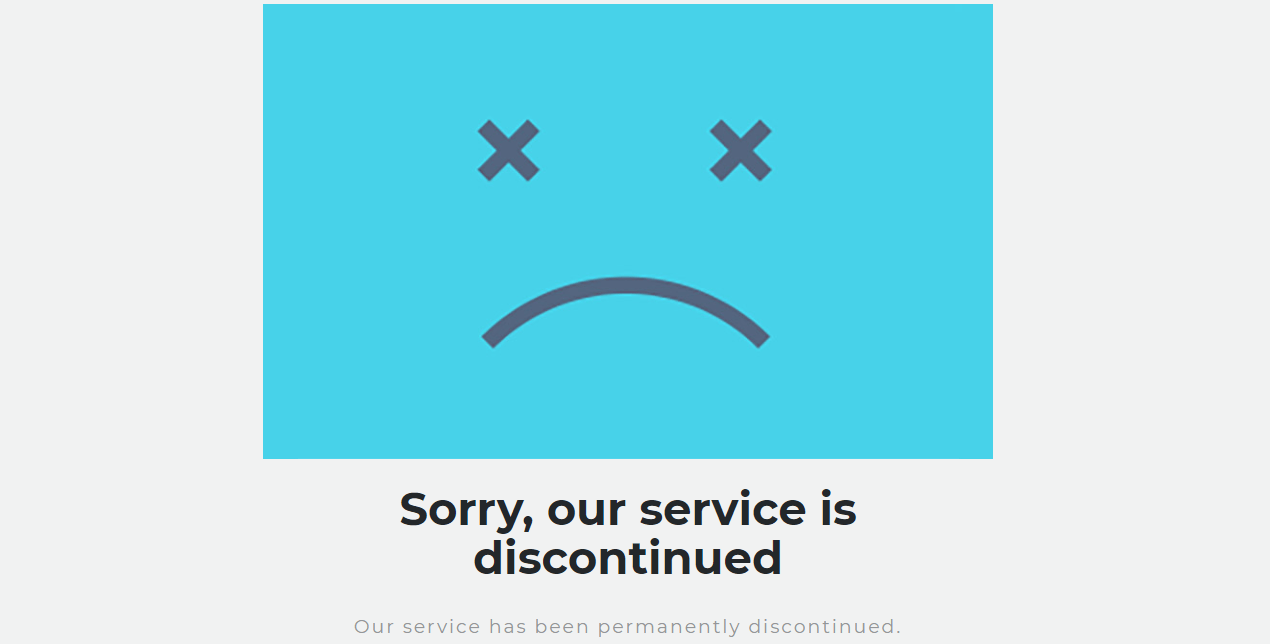 Sorry, our service is
discontinued
Our service has been permanently discontinued.